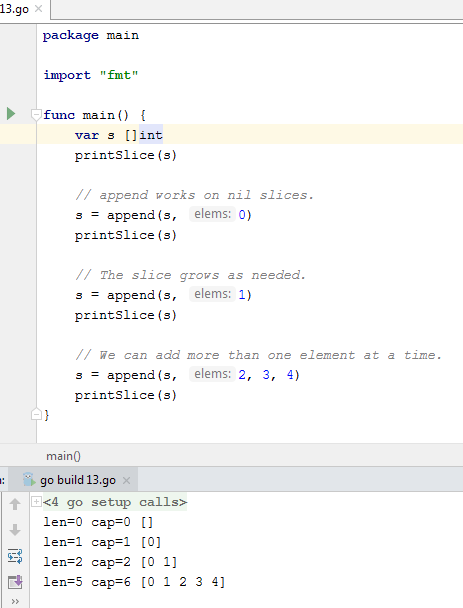 13.go
package main
import "fmt"
func main() {
var s []int
printSlice(s)
// append works on nil slices.
s = append(s, elems: 0)
printSlice(s)
// The slice grows as needed.
s = append(s, elems: 1)
printSlice(s)
// We can add more than one element at a time.
s = append(s, elems: 2, 3, 4)
printSlice(s)
}
main()
go build 13.go
<4 go setup calls>
len=0 cap=0 []
len=1 cap=1 [0]
len=2 cap=2 [0 1]
len=5 cap=6 [0 1 2 3 4]